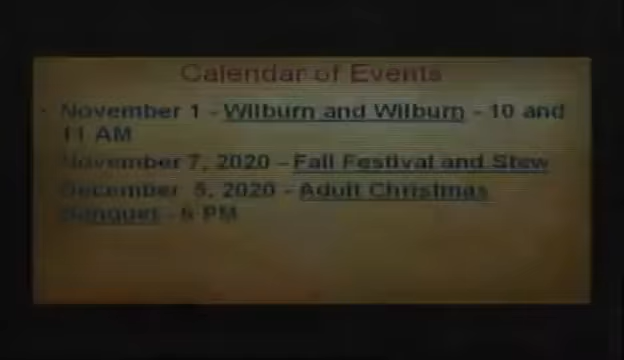 Calendar of Events
• November 1 - Wilburn and Wilburn - 10 and
11 AM
November 7, 2020 - Fall Festival and Stew
December 5, 2020 - Adult Christmas
Banquet - 6 PM